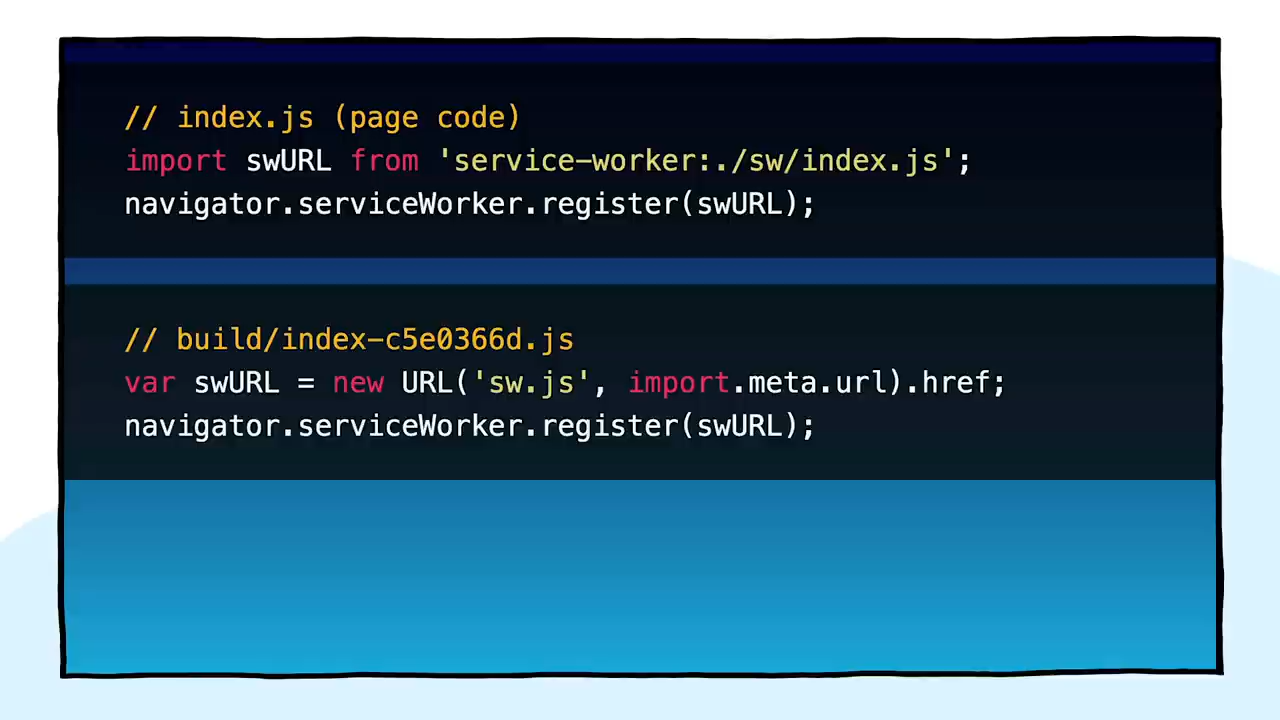 // index.js (page code)
import swURL from 'service-worker:./sw/index.js';
navigator.serviceWorker.register(swURL);
// build/index-c5e0366d.js
var swURL = new URL('sw.js', import.meta.url).href;
navigator.serviceWorker.register(swURL);